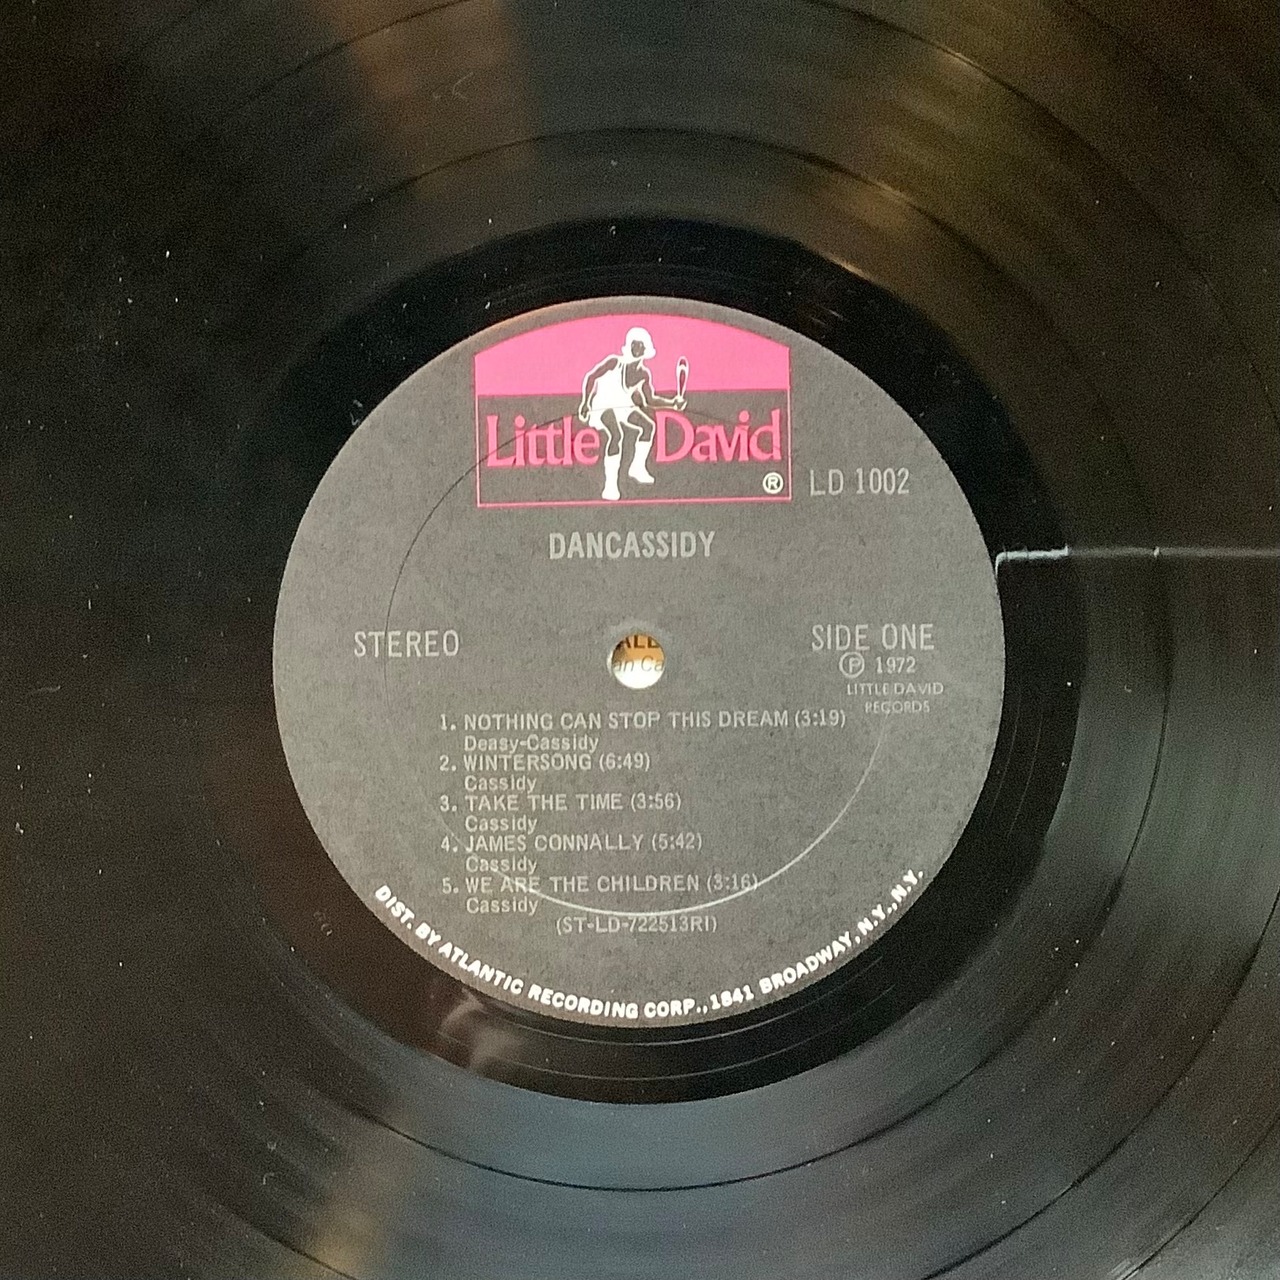 Little David
®
LD 1002
DANCASSIDY
STEREO
SIDE ONE
℗ 1972
LITTLE DAVID
RECORDS
an Ca
1. NOTHING CAN STOP THIS DREAM (3:19)
Deasy-Cassidy
2. WINTERSONG (6:49)
Cassidy
3. TAKE THE TIME (3:56)
Cassidy
4. JAMES CONNALLY (5:42)
Cassidy
5. WE ARE THE CHILDREN (3:16)
Cassidy
(ST-LD-722513RI)
DIST. BY ATLANTIC RECORDING CORP., 1841 BROADWAY, N.Y., N.Y.